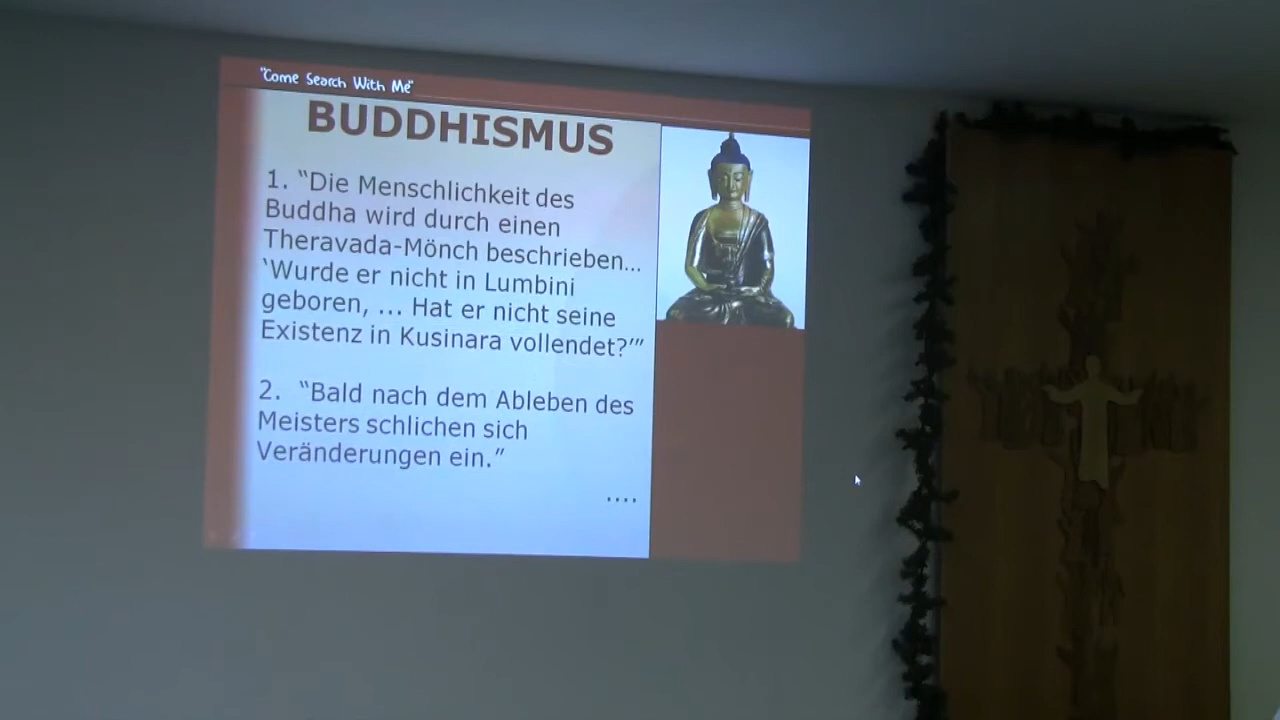 "Come Search With Me"
BUDDHISMUS
1. “Die Menschlichkeit des
Buddha wird durch einen
Theravada-Mönch beschrieben...
‘Wurde er nicht in Lumbini
geboren, ... Hat er nicht seine
Existenz in Kusinara vollendet?’”
2. “Bald nach dem Ableben des
Meisters schlichen sich
Veränderungen ein.”
....